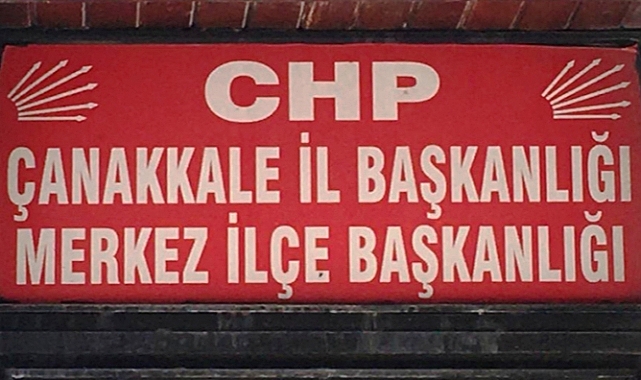 CHP
ÇANAKKALE İL BAŞKANLIĞI
MERKEZ İLÇE BAŞKANLIĞI